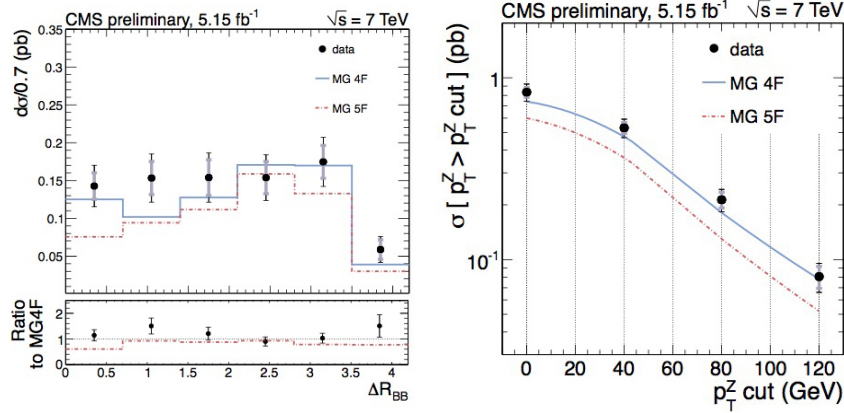 CMS preliminary, 5.15 fb⁻¹ √s = 7 TeV
dσ/0.7 (pb)
0.35
0.3
0.25
0.2
0.15
0.1
0.05
data
MG 4F
MG 5F
Ratio
to MG4F
2
1
0
0 0.5 1 1.5 2 2.5 3 3.5 4
ΔR_BB
CMS preliminary, 5.15 fb⁻¹ √s = 7 TeV
σ [ p_T^Z > p_T^Z cut ] (pb)
1
10⁻¹
data
MG 4F
MG 5F
0 20 40 60 80 100 120
p_T^Z cut (GeV)